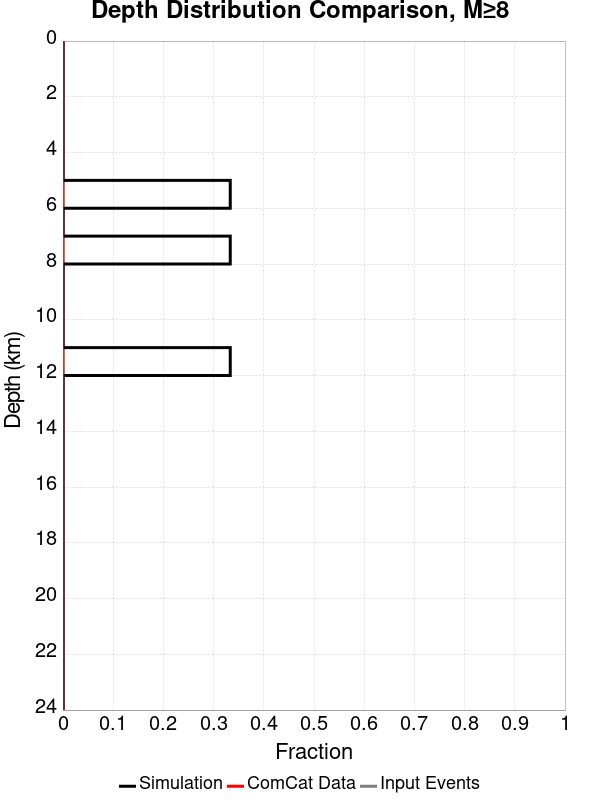 Depth Distribution Comparison, M≥8
0
2
4
6
8
10
12
14
16
18
20
22
24
Depth (km)
0 0.1 0.2 0.3 0.4 0.5 0.6 0.7 0.8 0.9 1
Fraction
Simulation ComCat Data Input Events